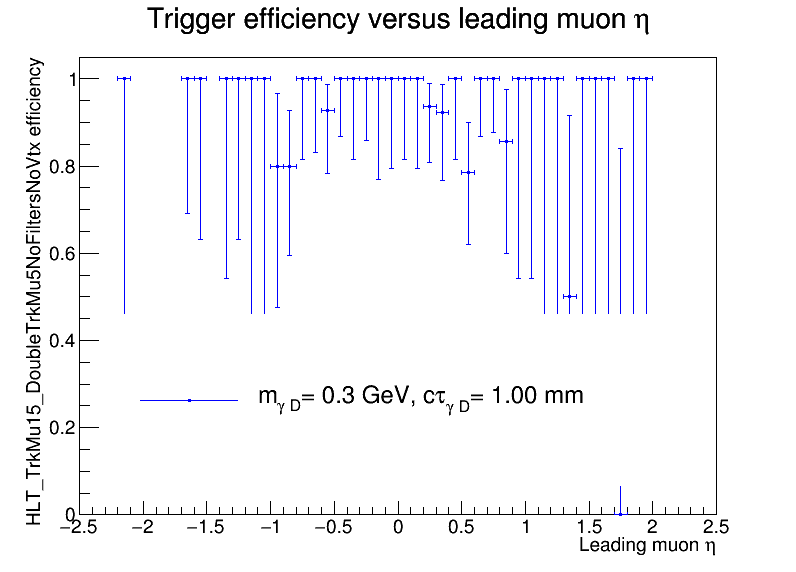 Trigger efficiency versus leading muon η
HLT_TrkMu15_DoubleTrkMu5NoFiltersNoVtx efficiency
1
0.8
0.6
0.4
0.2
0
m_γ D= 0.3 GeV, cτ_γ D= 1.00 mm
−2.5 −2 −1.5 −1 −0.5 0 0.5 1 1.5 2 2.5
Leading muon η